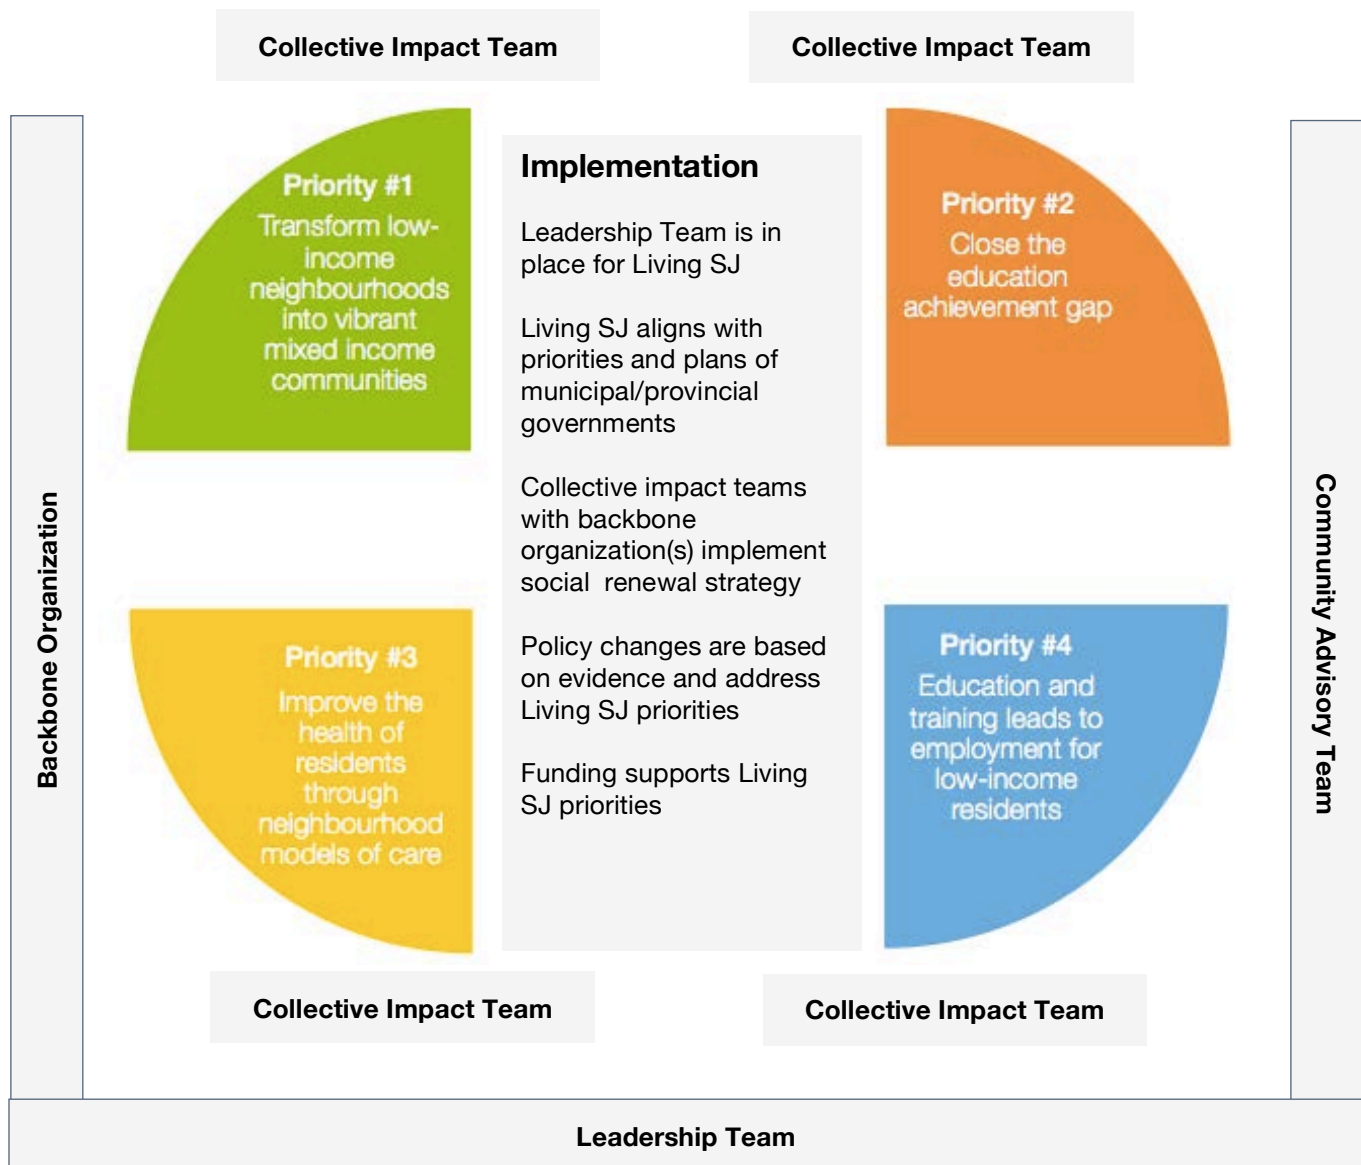 Collective Impact Team
Collective Impact Team
Backbone Organization
Priority #1
Transform low-
income
neighbourhoods
into vibrant
mixed income
communities
Implementation
Leadership Team is in
place for Living SJ
Living SJ aligns with
priorities and plans of
municipal/provincial
governments
Collective impact teams
with backbone
organization(s) implement
social renewal strategy
Policy changes are based
on evidence and address
Living SJ priorities
Funding supports Living
SJ priorities
Priority #2
Close the
education
achievement gap
Priority #3
Improve the
health of
residents
through
neighbourhood
models of care
Priority #4
Education and
training leads to
employment for
low-income
residents
Community Advisory Team
Collective Impact Team
Collective Impact Team
Leadership Team